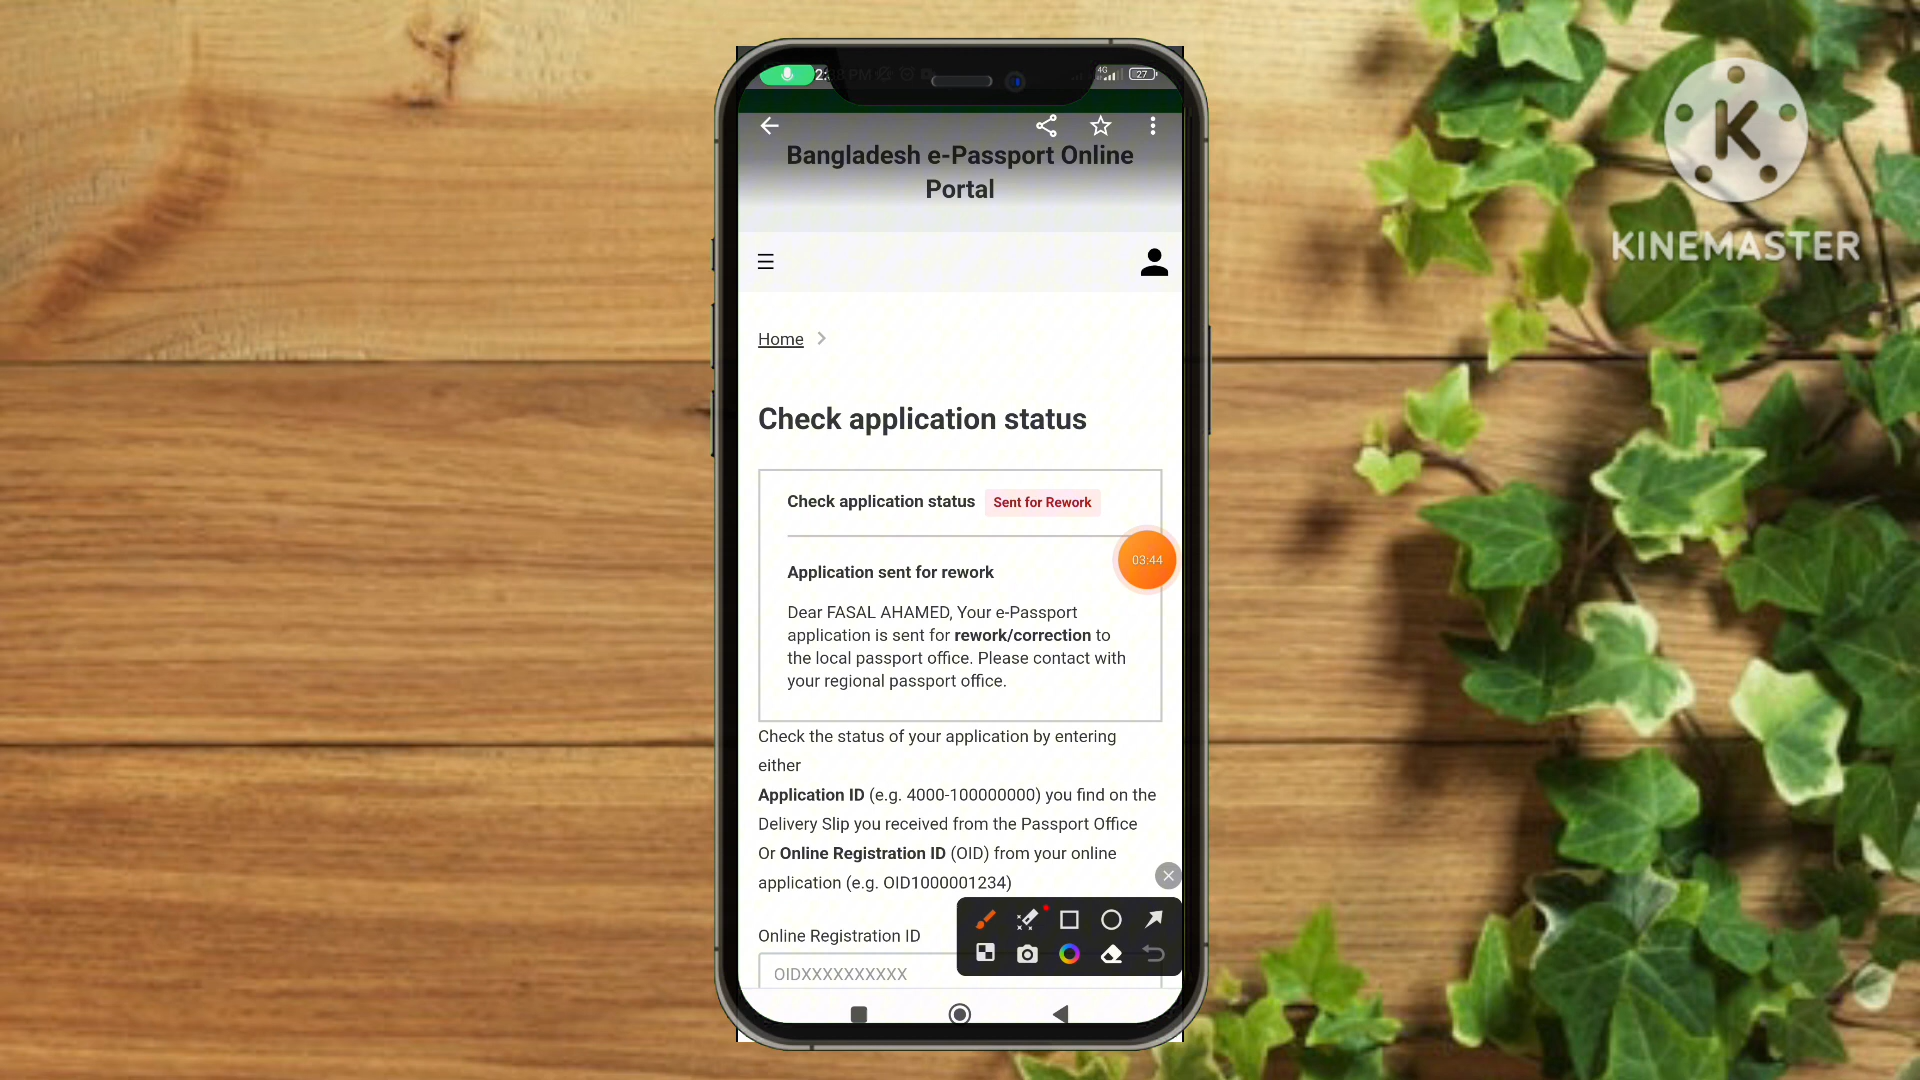 4G
27
Bangladesh e-Passport Online
Portal
K
KINEMASTER
Home
Check application status
Check application status Sent for Rework
03:44
Application sent for rework
Dear FASAL AHAMED, Your e-Passport
application is sent for rework/correction to
the local passport office. Please contact with
your regional passport office.
Check the status of your application by entering
either
Application ID (e.g. 4000-100000000) you find on the
Delivery Slip you received from the Passport Office
Or Online Registration ID (OID) from your online
application (e.g. OID1000001234)
Online Registration ID
OIDXXXXXXXXXX